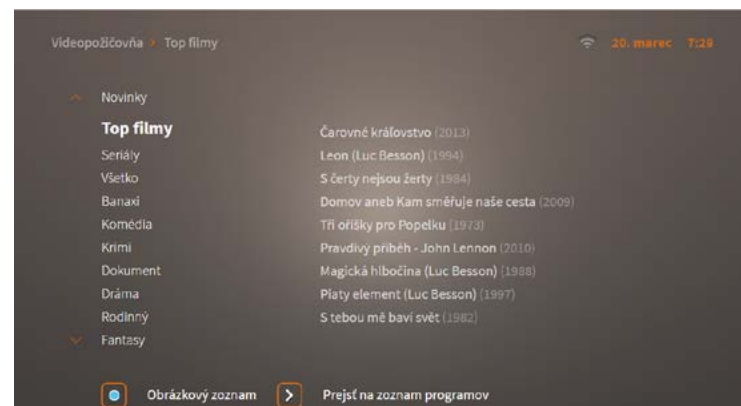 Videopožičovňa > Top filmy
20. marec 7:29
Novinky
Top filmy
Seriály
Všetko
Banaxi
Komédia
Krimi
Dokument
Dráma
Rodinný
Fantasy
Čarovné kráľovstvo (2013)
Leon (Luc Besson) (1994)
S čerty nejsou žerty (1984)
Domov aneb Kam směřuje naše cesta (2009)
Tři oříšky pro Popelku (1973)
Pravdivý příběh - John Lennon (2010)
Magická hlbočina (Luc Besson) (1988)
Piaty element (Luc Besson) (1997)
S tebou mě baví svět (1982)
Obrázkový zoznam > Prejsť na zoznam programov